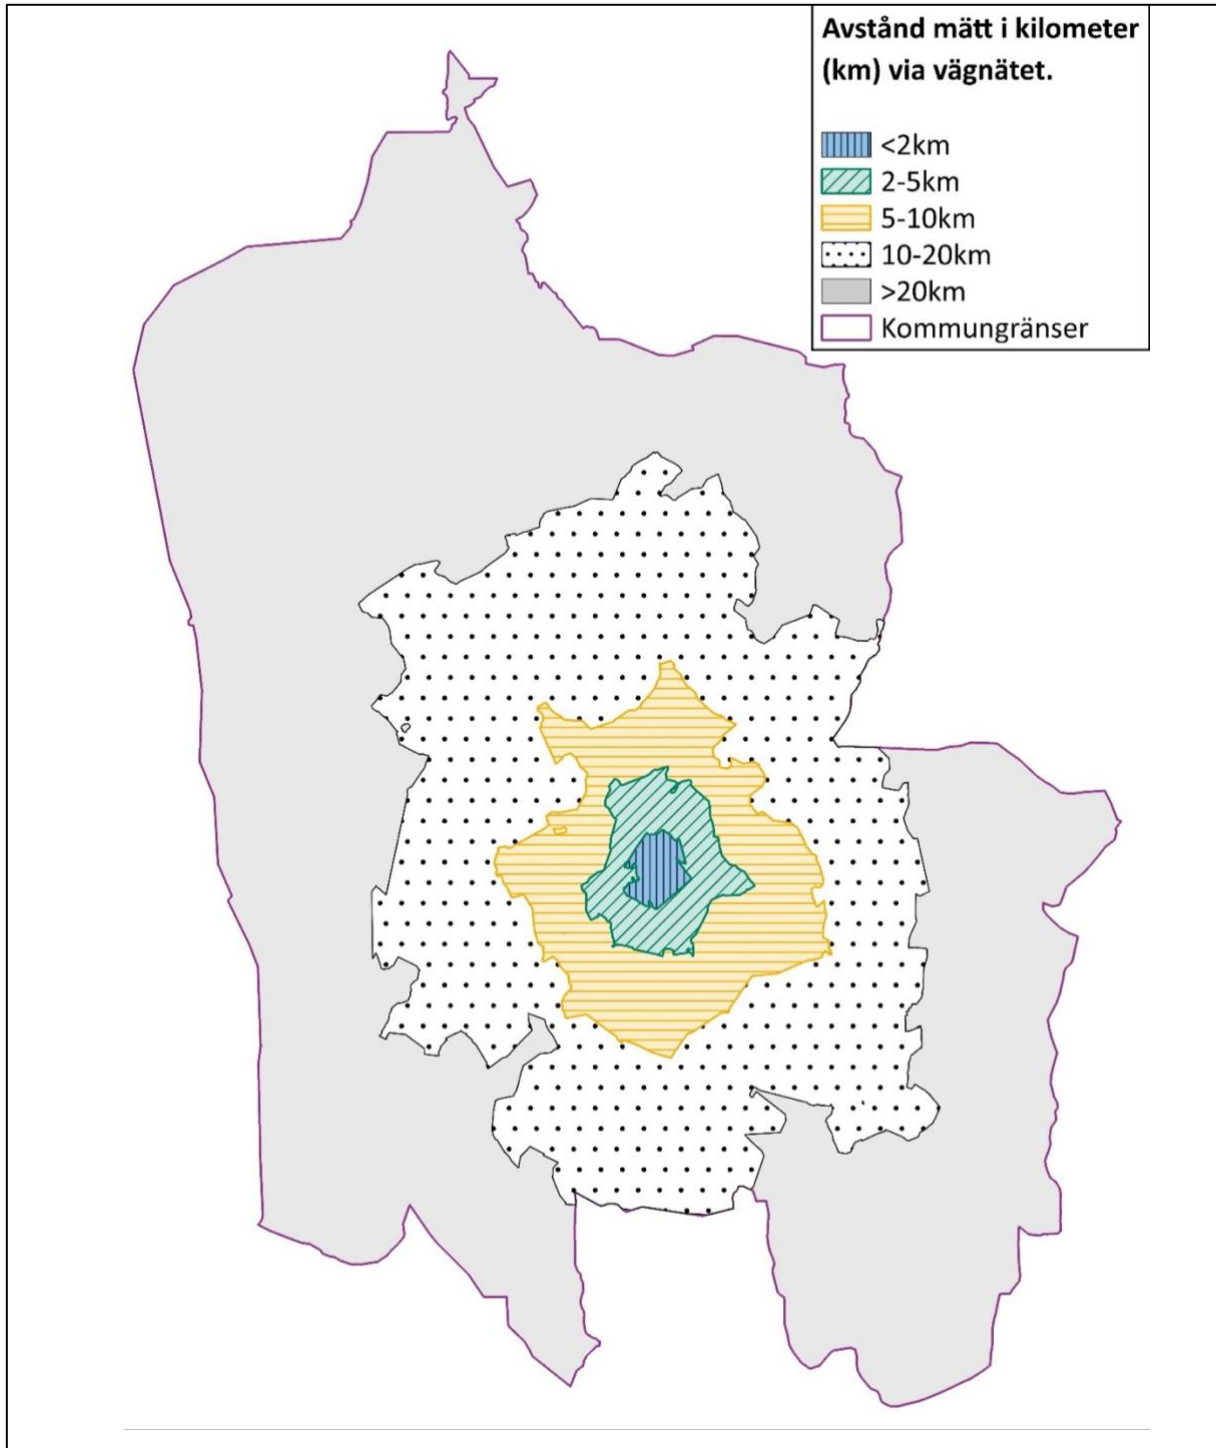 Avstånd mätt i kilometer
(km) via vägnätet.
<2km
2-5km
5-10km
10-20km
>20km
Kommungränser